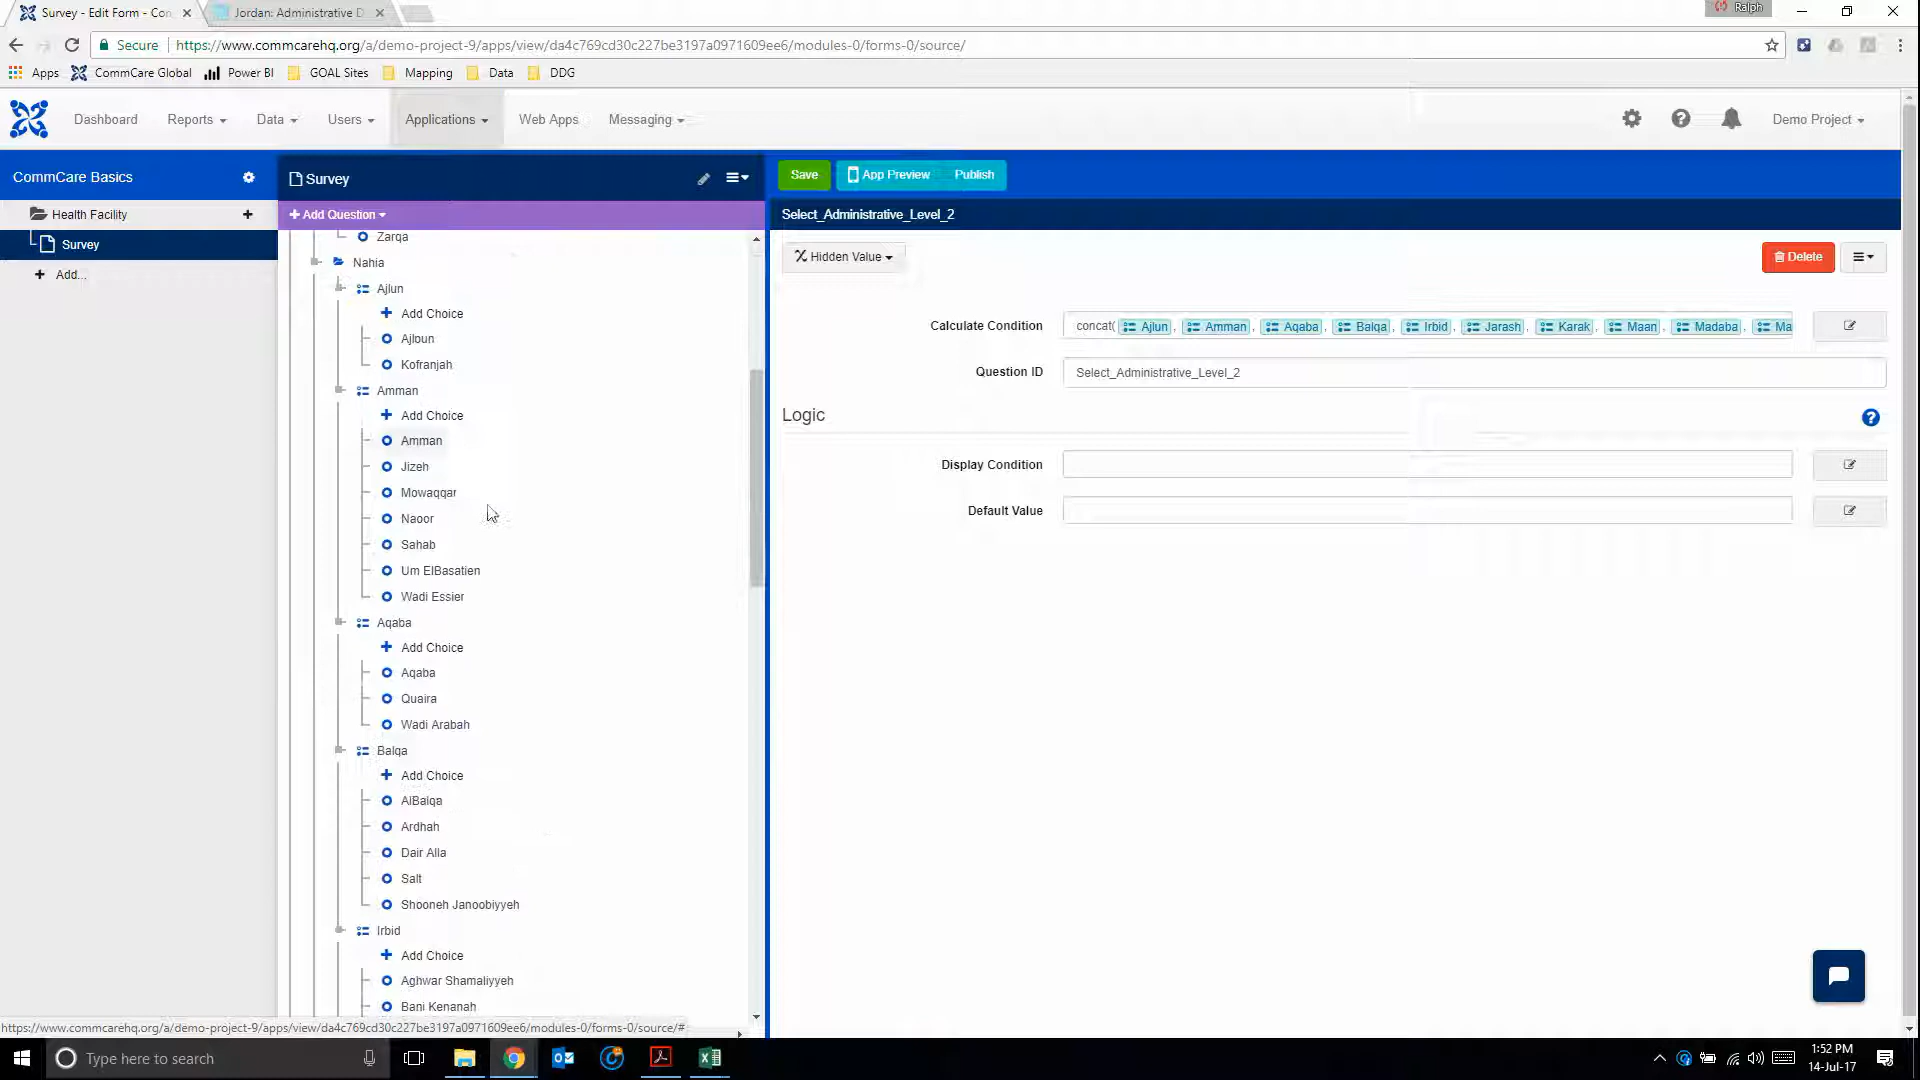 Survey - Edit Form - Con
Jordan: Administrative D
Ralph
Secure
https://www.commcarehq.org/a/demo-project-9/apps/view/da4c769cd30c227be3197a0971609ee6/modules-0/forms-0/source/
Apps
CommCare Global
Power BI
GOAL Sites
Mapping
Data
DDG
Dashboard
Reports
Data
Users
Applications
Web Apps
Messaging
Demo Project
CommCare Basics
Survey
Save
App Preview
Publish
Health Facility
Add Question
Select_Administrative_Level_2
Survey
Add...
Zarqa
Hidden Value
Delete
Nahia
Ajlun
Add Choice
Ajloun
Kofranjah
Amman
Add Choice
Amman
Jizeh
Mowaqqar
Naoor
Sahab
Um ElBasatien
Wadi Essier
Aqaba
Add Choice
Aqaba
Quaira
Wadi Arabah
Balqa
Add Choice
AlBalqa
Ardhah
Dair Alla
Salt
Shooneh Janoobiyyeh
Irbid
Add Choice
Aghwar Shamaliyyeh
Bani Kenanah
Calculate Condition
concat( Ajlun , Amman , Aqaba , Balqa , Irbid , Jarash , Karak , Maan , Madaba , Ma
Question ID
Select_Administrative_Level_2
Logic
Display Condition
Default Value
https://www.commcarehq.org/a/demo-project-9/apps/view/da4c769cd30c227be3197a0971609ee6/modules-0/forms-0/source/#
Type here to search
1:52 PM
14-Jul-17